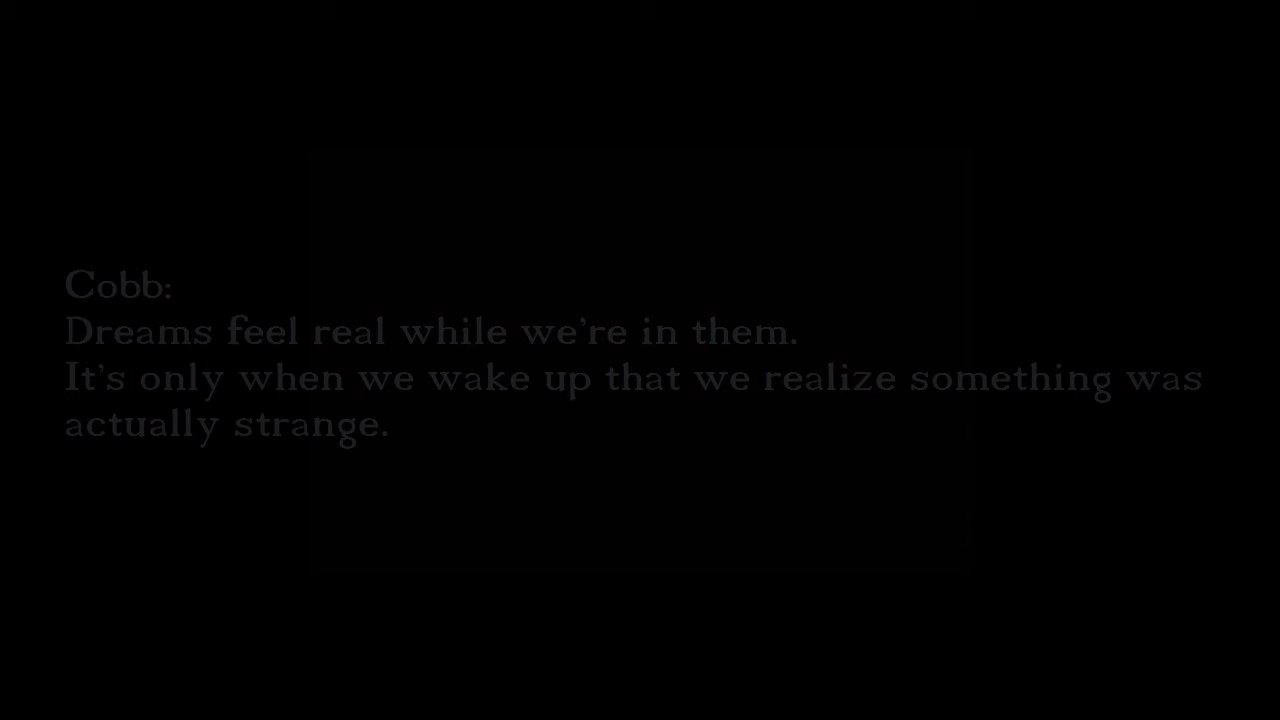 Cobb:
Dreams feel real while we're in them.
It's only when we wake up that we realize something was
actually strange.